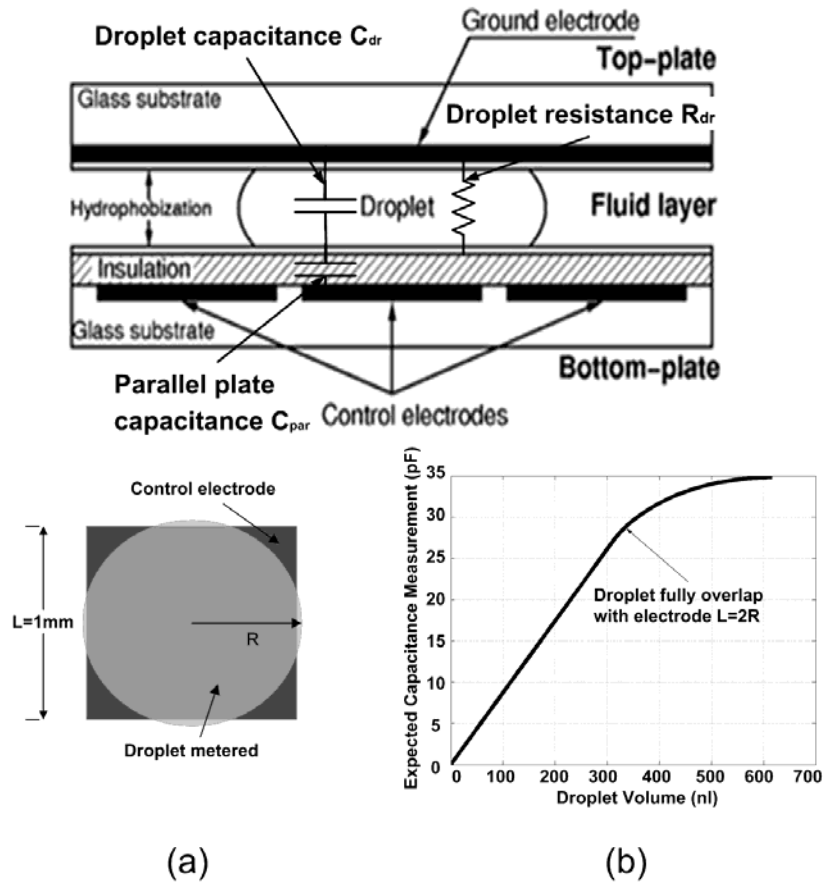 Droplet capacitance Cdr
Ground electrode
Top-plate
Glass substrate
Droplet resistance Rdr
Hydrophobization
Droplet
Fluid layer
Insulation
Glass substrate
Bottom-plate
Parallel plate
capacitance Cpar
Control electrodes
Control electrode
L=1mm
R
Droplet metered
Expected Capacitance Measurement (pF)
35
30
25
20
15
10
5
0
Droplet fully overlap
with electrode L=2R
0 100 200 300 400 500 600 700
Droplet Volume (nl)
(a)
(b)